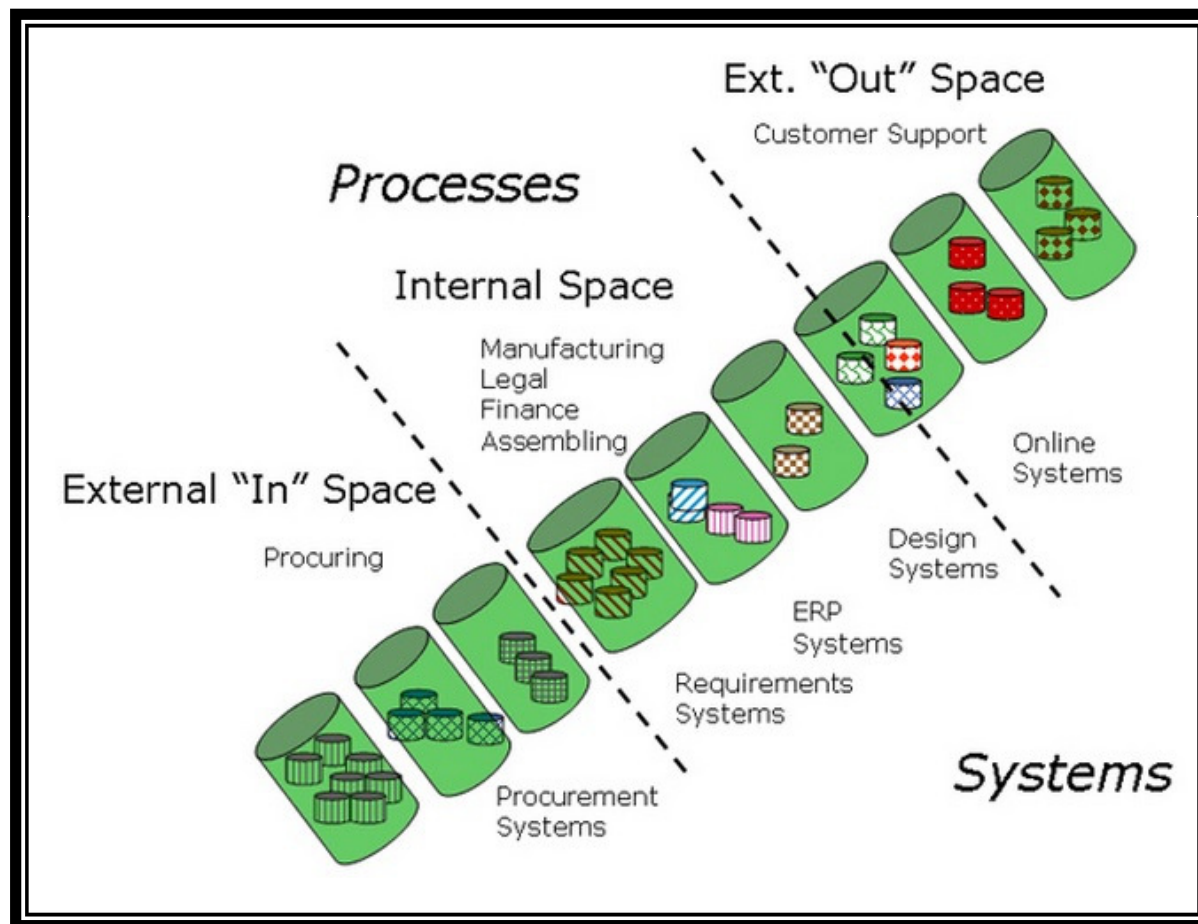 Ext. “Out” Space
Customer Support
Processes
Internal Space
Manufacturing
Legal
Finance
Assembling
External “In” Space
Procuring
Online
Systems
Design
Systems
ERP
Systems
Requirements
Systems
Procurement
Systems
Systems